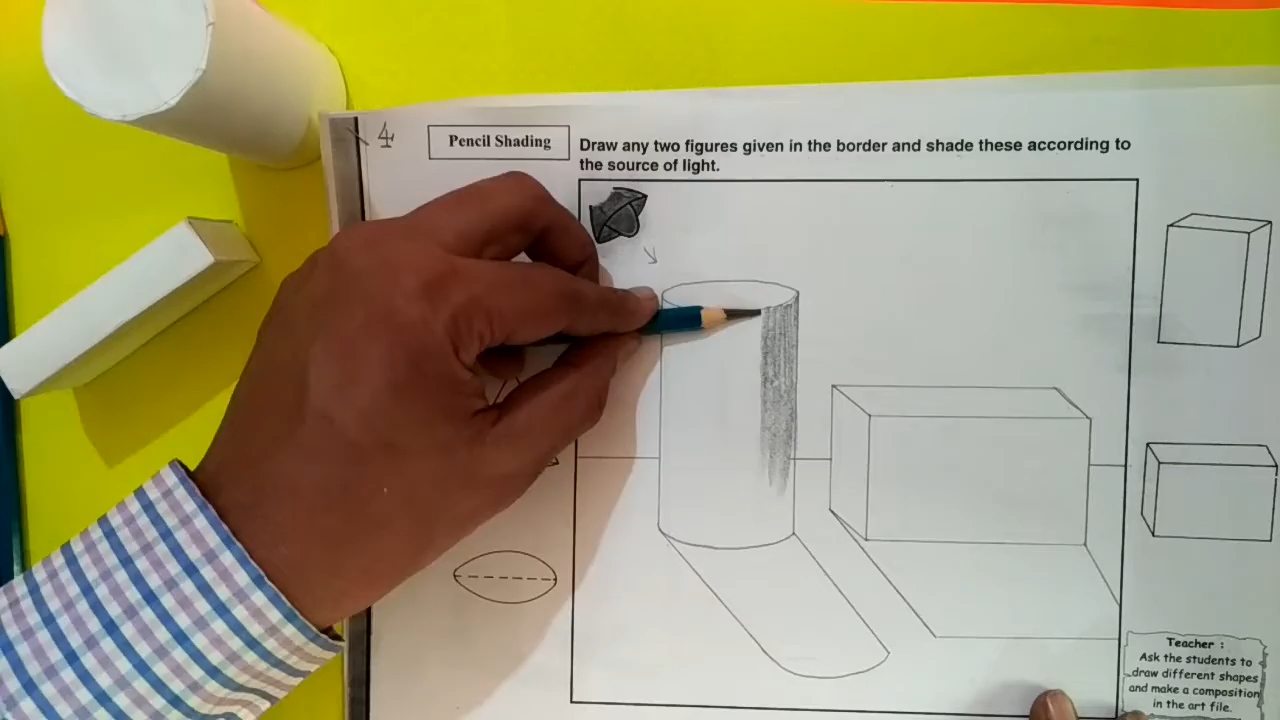 4
Pencil Shading
Draw any two figures given in the border and shade these according to
the source of light.
Teacher :
Ask the students to
draw different shapes
and make a composition
in the art file.